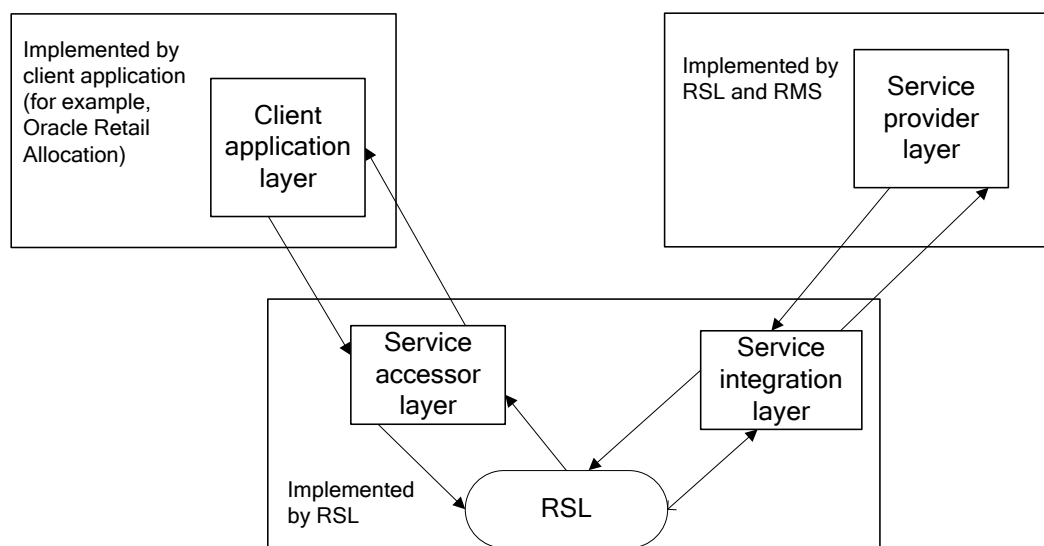 Implemented by
client application
(for example,
Oracle Retail
Allocation)
Client
application
layer
Implemented by
RSL and RMS
Service
provider
layer
Service
accessor
layer
Service
integration
layer
Implemented
by RSL
RSL